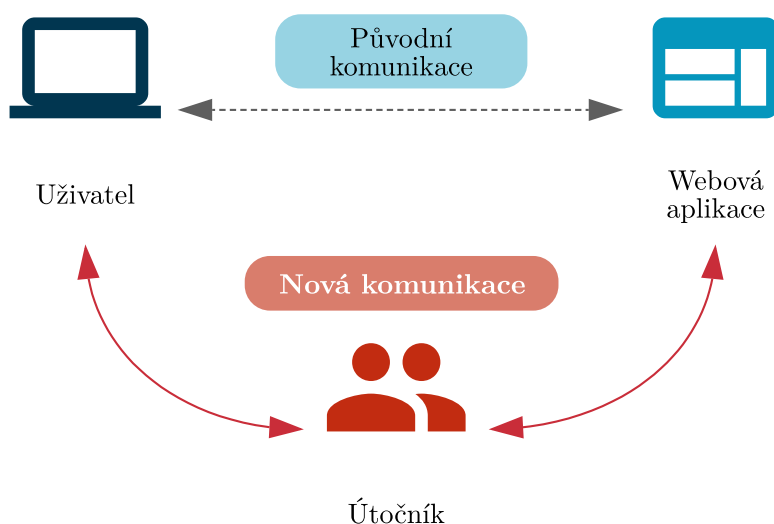 Původní
komunikace
Uživatel
Webová
aplikace
Nová komunikace
Útočník